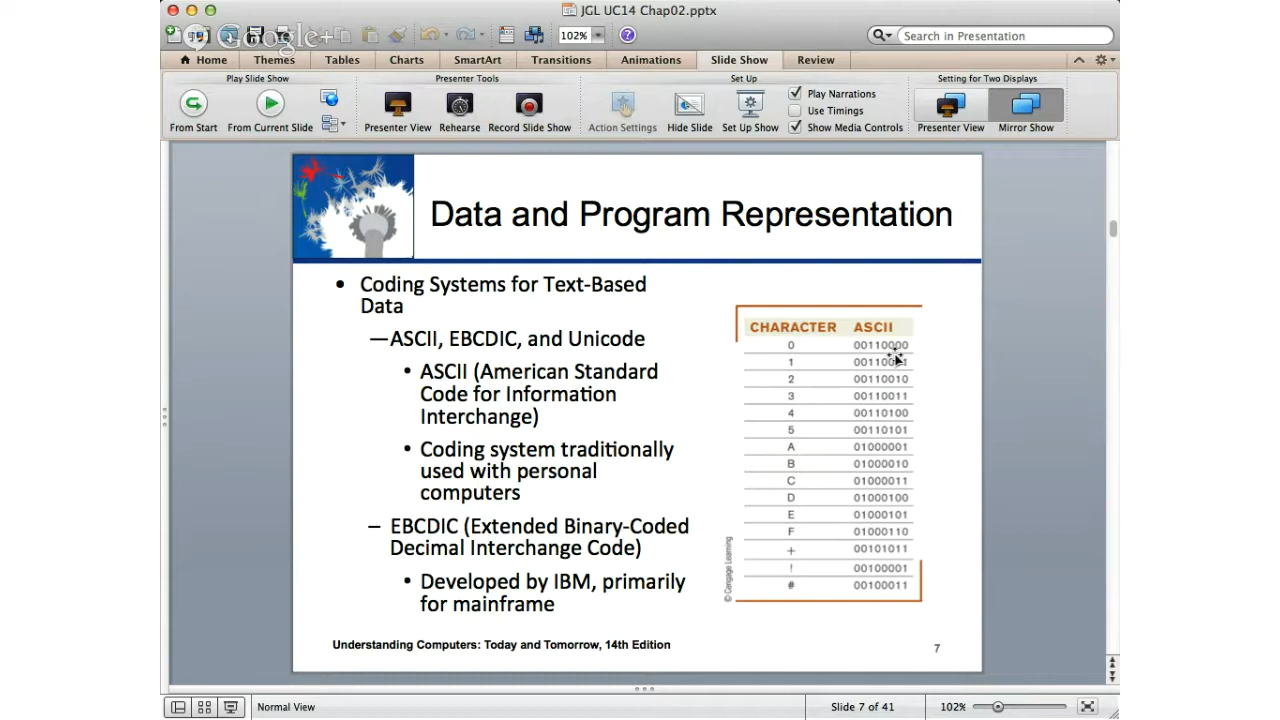 JGL UC14 Chap02.pptx
Google+
102%
Search in Presentation
Home Themes Tables Charts SmartArt Transitions Animations Slide Show Review
Play Slide Show Presenter Tools Set Up Setting for Two Displays
Play Narrations
Use Timings
From Start From Current Slide Presenter View Rehearse Record Slide Show Action Settings Hide Slide Set Up Show Show Media Controls Presenter View Mirror Show
Data and Program Representation
• Coding Systems for Text-Based
Data
—ASCII, EBCDIC, and Unicode
• ASCII (American Standard
Code for Information
Interchange)
• Coding system traditionally
used with personal
computers
– EBCDIC (Extended Binary-Coded
Decimal Interchange Code)
• Developed by IBM, primarily
for mainframe
CHARACTER ASCII
0 00110000
1 00110001
2 00110010
3 00110011
4 00110100
5 00110101
A 01000001
B 01000010
C 01000011
D 01000100
E 01000101
F 01000110
+ 00101011
! 00100001
# 00100011
© Cengage Learning
Understanding Computers: Today and Tomorrow, 14th Edition
7
Normal View Slide 7 of 41 102%